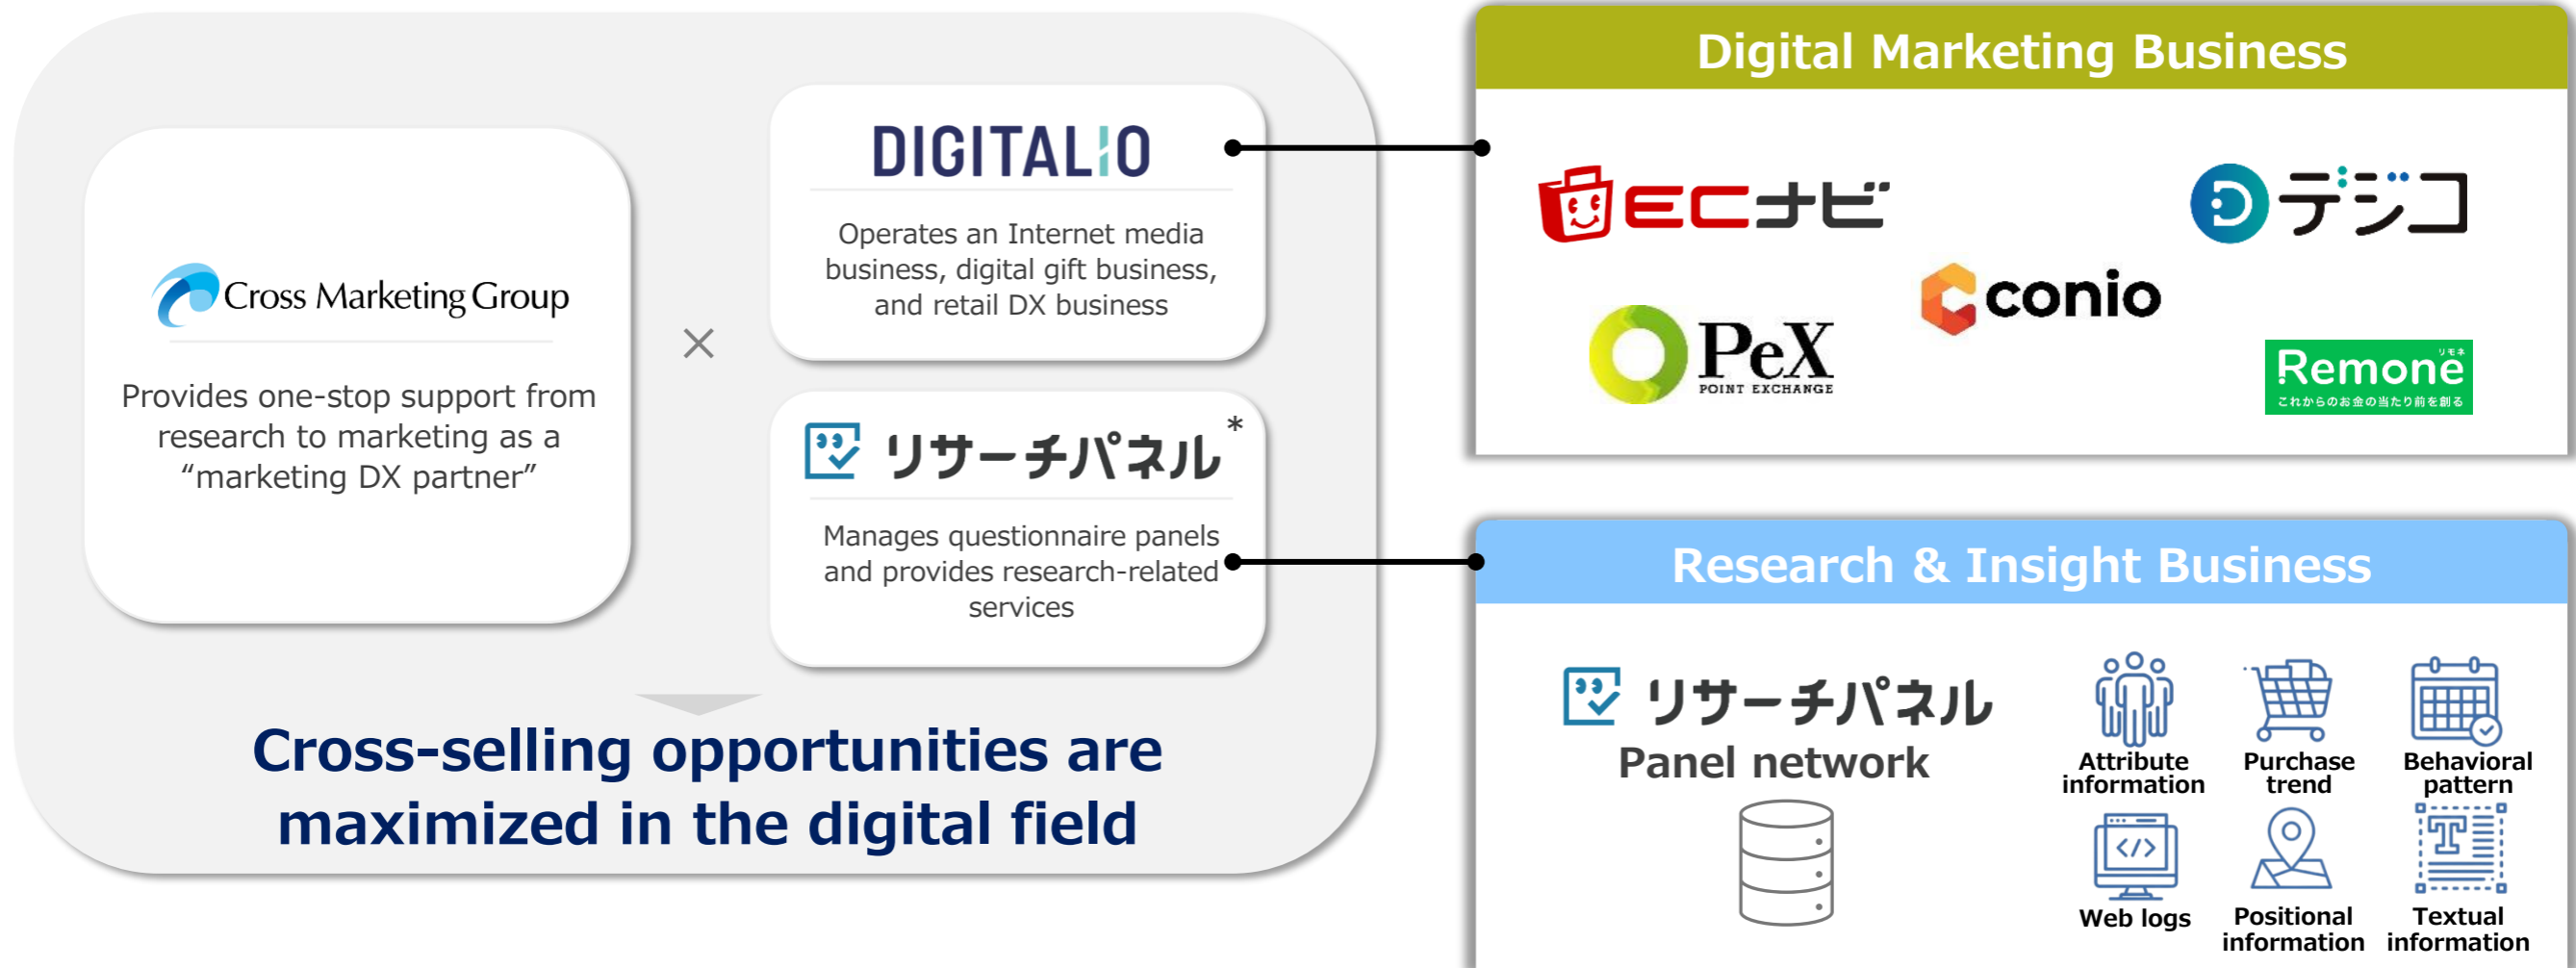 Cross Marketing Group
Provides one-stop support from
research to marketing as a
“marketing DX partner”
×
DIGITALIO
Operates an Internet media
business, digital gift business,
and retail DX business
リサーチパネル*
Manages questionnaire panels
and provides research-related
services
Cross-selling opportunities are
maximized in the digital field
Digital Marketing Business
ECナビ
デジコ
conio
PeX
POINT EXCHANGE
リモネ
Remone
これからのお金の当たり前を創る
Research & Insight Business
リサーチパネル
Panel network
Attribute
information
Purchase
trend
Behavioral
pattern
</>
T
Web logs
Positional
information
Textual
information